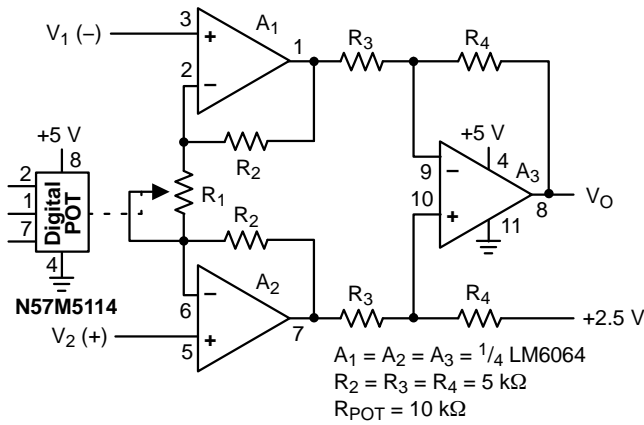 V1 (–)
3
+
A1
1
R3
R4
2
–
+5 V
8
R2
2
1
7
Digital
POT
R1
+5 V
4
A3
9
–
10
+
11
8
VO
R2
4
N57M5114
–
6
A2
7
R3
R4
+2.5 V
V2 (+)
5
+
A1 = A2 = A3 = 1/4 LM6064
R2 = R3 = R4 = 5 kΩ
RPOT = 10 kΩ